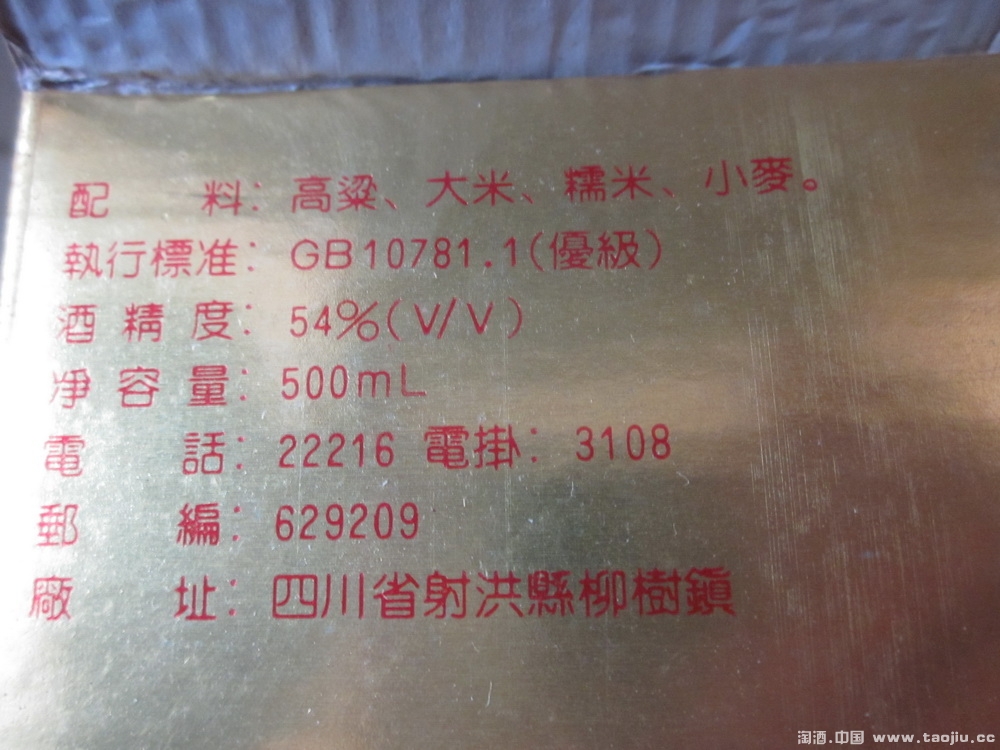 配　　料：高粱、大米、糯米、小麥。
執行標准：GB10781.1(優級)
酒 精 度：54%(V/V)
净 容 量：500mL
電　　話：22216 電掛：3108
郵　　編：629209
廠　　址：四川省射洪縣柳樹鎮
淘酒.中国 www.taojiu.cc